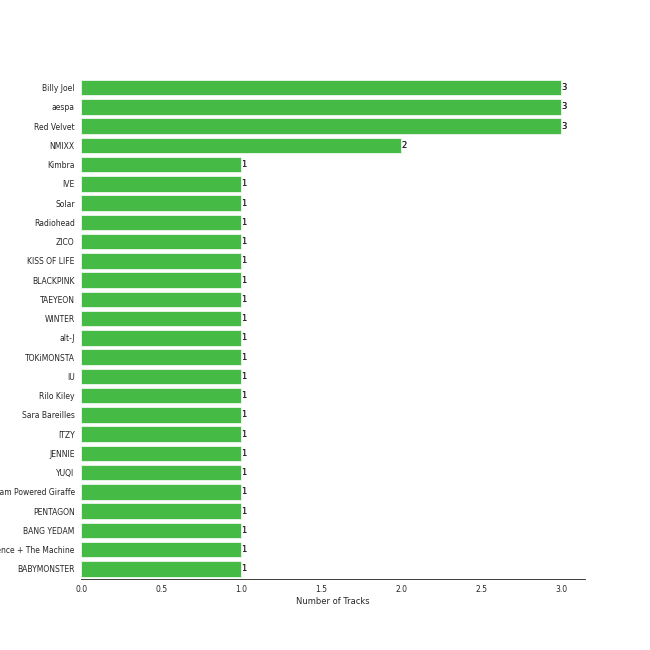 Billy Joel 3
aespa 3
Red Velvet 3
NMIXX 2
Kimbra 1
IVE 1
Solar 1
Radiohead 1
ZICO 1
KISS OF LIFE 1
BLACKPINK 1
TAEYEON 1
WINTER 1
alt-J 1
TOKiMONSTA 1
IU 1
Rilo Kiley 1
Sara Bareilles 1
ITZY 1
JENNIE 1
YUQI 1
am Powered Giraffe 1
PENTAGON 1
BANG YEDAM 1
ence + The Machine 1
BABYMONSTER 1
0.0 0.5 1.0 1.5 2.0 2.5 3.0
Number of Tracks